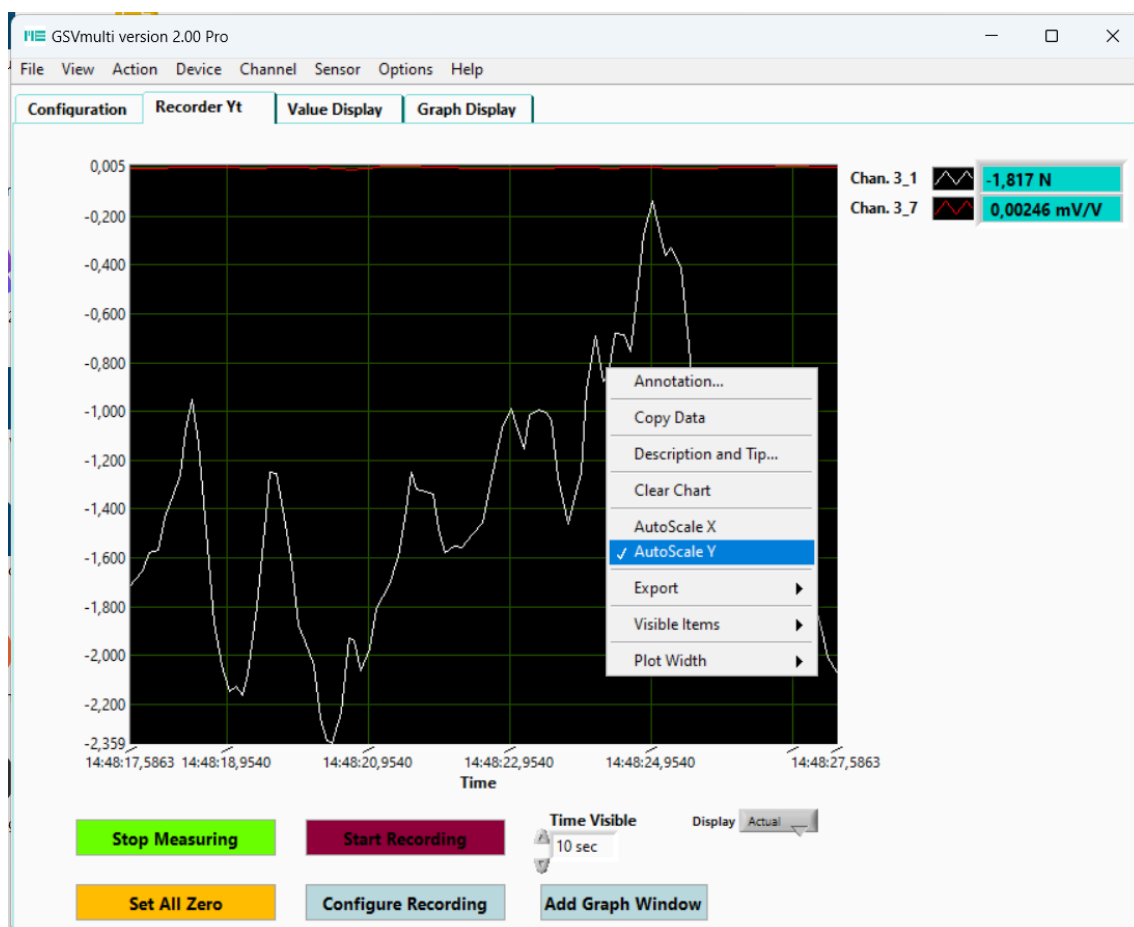 GSVmulti version 2.00 Pro
File View Action Device Channel Sensor Options Help
Configuration Recorder Yt Value Display Graph Display
0,005
-0,200
-0,400
-0,600
-0,800
-1,000
-1,200
-1,400
-1,600
-1,800
-2,000
-2,200
-2,359
14:48:17,5863 14:48:18,9540 14:48:20,9540 14:48:22,9540 14:48:24,9540 14:48:27,5863
Time
Chan. 3_1 -1,817 N
Chan. 3_7 0,00246 mV/V
Annotation...
Copy Data
Description and Tip...
Clear Chart
AutoScale X
✓ AutoScale Y
Export
Visible Items
Plot Width
Stop Measuring Start Recording
Time Visible
10 sec
Display Actual
Set All Zero Configure Recording Add Graph Window